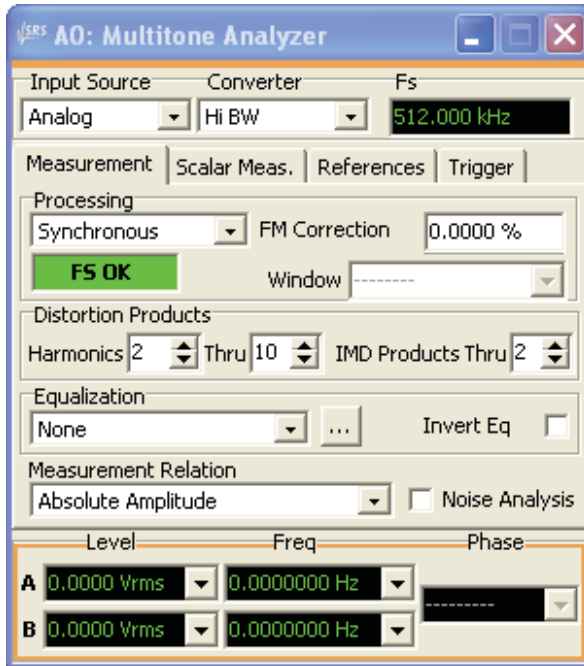 SRS A0: Multitone Analyzer
Input Source Converter Fs
Analog Hi BW 512.000 kHz
Measurement Scalar Meas. References Trigger
Processing
Synchronous FM Correction 0.0000 %
FS OK Window --------
Distortion Products
Harmonics 2 Thru 10 IMD Products Thru 2
Equalization
None ... Invert Eq
Measurement Relation
Absolute Amplitude Noise Analysis
Level Freq Phase
A 0.0000 Vrms 0.0000000 Hz ---------
B 0.0000 Vrms 0.0000000 Hz